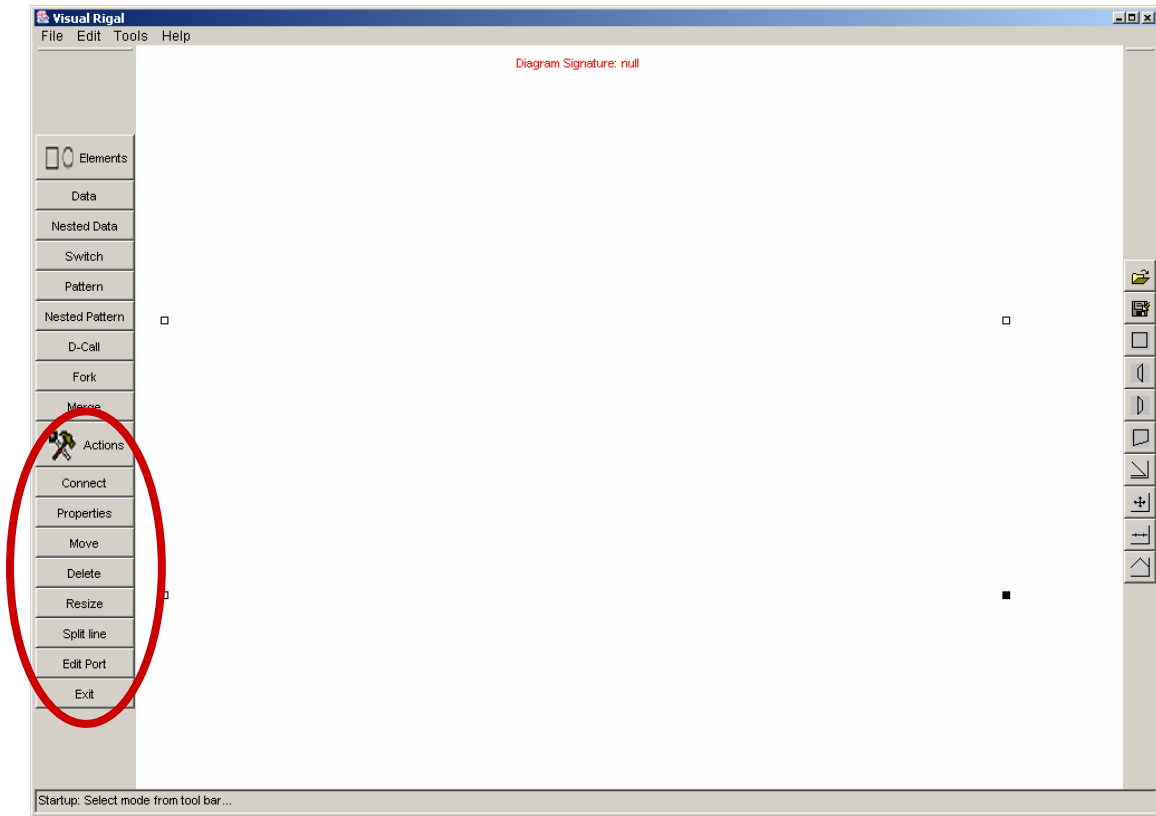 Visual Rigal
File Edit Tools Help
Diagram Signature: null
Elements
Data
Nested Data
Switch
Pattern
Nested Pattern
D-Call
Fork
Merge
Actions
Connect
Properties
Move
Delete
Resize
Split line
Edit Port
Exit
Startup: Select mode from tool bar...